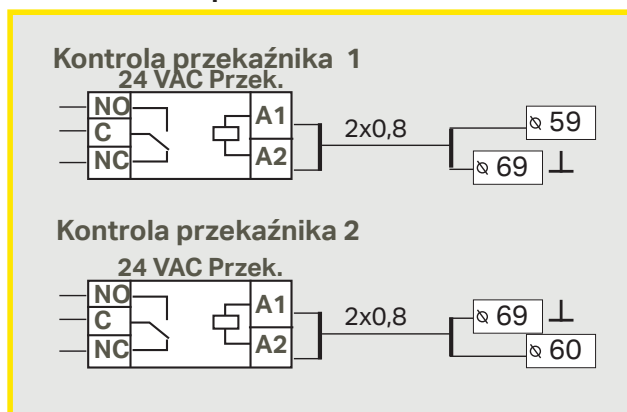 Kontrola przekaźnika 1
24 VAC Przek.
NO
C
NC
A1
A2
2x0,8
⦰ 59
⦰ 69 ⊥
Kontrola przekaźnika 2
24 VAC Przek.
NO
C
NC
A1
A2
2x0,8
⦰ 69 ⊥
⦰ 60